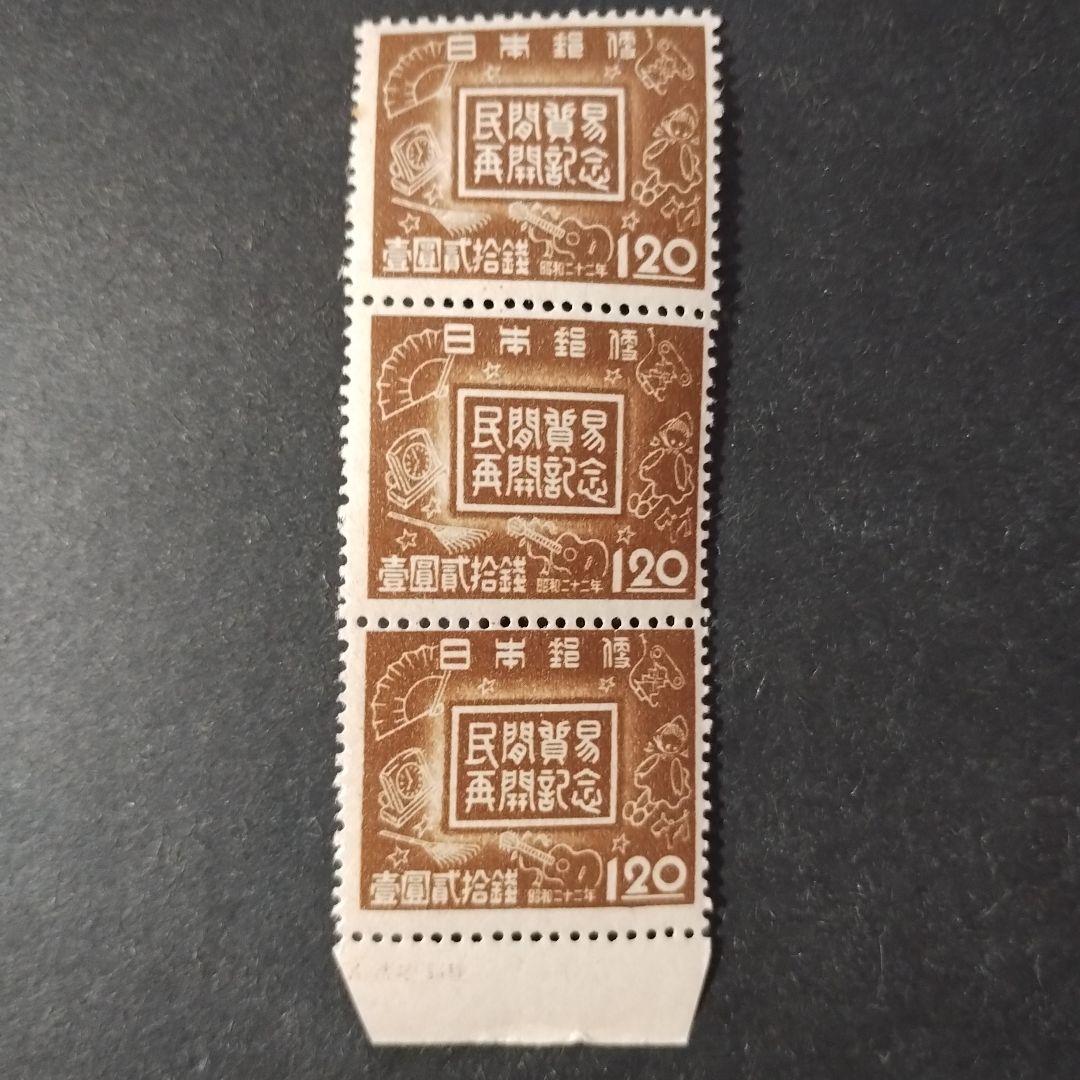 日本郵便
民間貿易
再開記念
壹圓貳拾錢 昭和二十二年 1.20
日本郵便
民間貿易
再開記念
壹圓貳拾錢 昭和二十二年 1.20
日本郵便
民間貿易
再開記念
壹圓貳拾錢 昭和二十二年 1.20